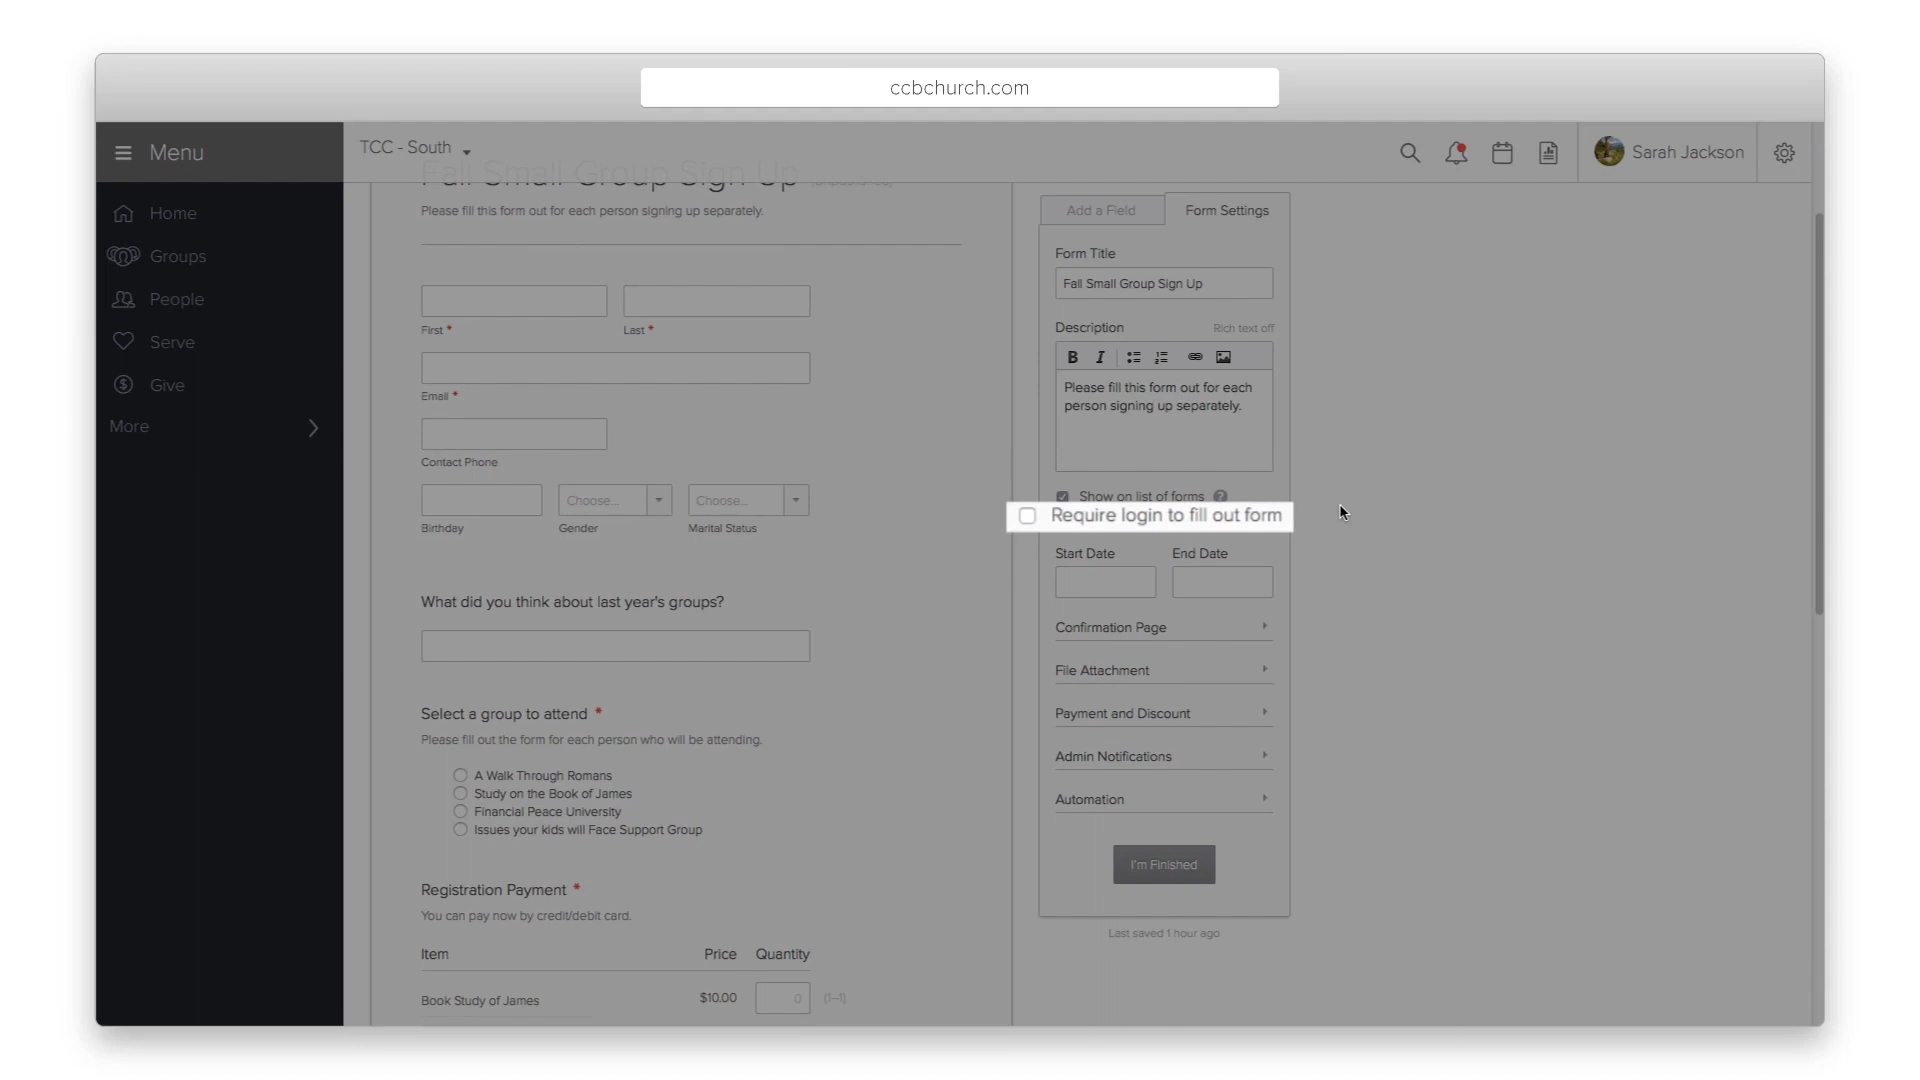 ccbchurch.com
Menu
TCC - South
Sarah Jackson
Home
Groups
People
Serve
Give
More
Fall Small Group Sign Up (unpublished)
Please fill this form out for each person signing up separately.
First *
Last *
Email *
Contact Phone
Choose...
Choose...
Birthday
Gender
Marital Status
What did you think about last year's groups?
Select a group to attend *
Please fill out the form for each person who will be attending.
A Walk Through Romans
Study on the Book of James
Financial Peace University
Issues your kids will Face Support Group
Registration Payment *
You can pay now by credit/debit card.
Item Price Quantity
Book Study of James $10.00 0 (1-1)
Add a Field
Form Settings
Form Title
Fall Small Group Sign Up
Description
Rich text off
B I
Please fill this form out for each
person signing up separately.
Show on list of forms ?
Require login to fill out form
Start Date
End Date
Confirmation Page
File Attachment
Payment and Discount
Admin Notifications
Automation
I'm Finished
Last saved 1 hour ago